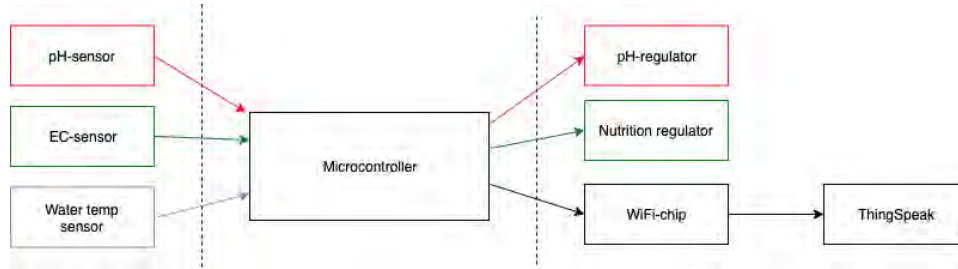 pH-sensor
EC-sensor
Water temp
sensor
Microcontroller
pH-regulator
Nutrition regulator
WiFi-chip
ThingSpeak